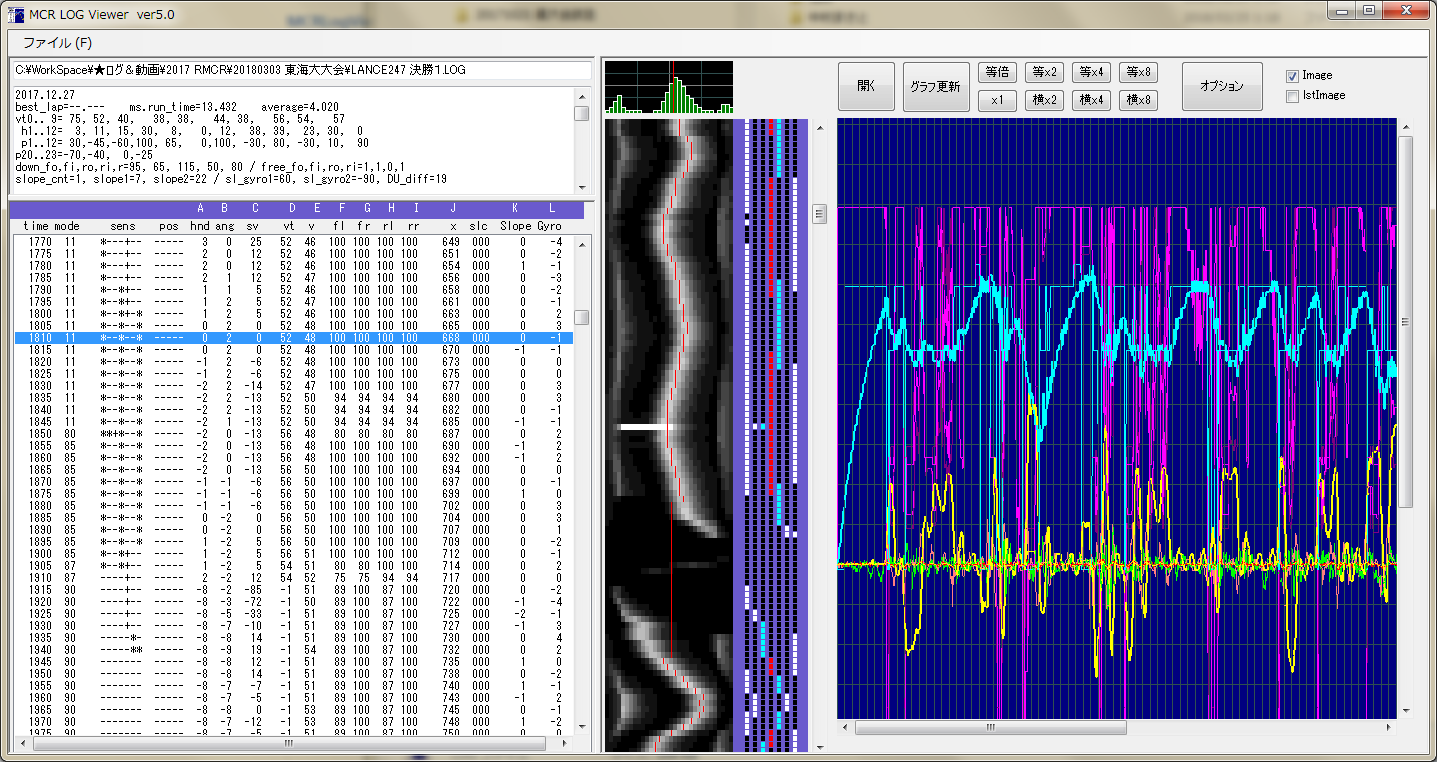 MCR LOG Viewer ver5.0
ファイル (F)
C:¥WorkSpace¥★ログ＆動画¥2017 RMCR¥20180303 東海大大会¥LANCE247 決勝1.LOG
2017.12.27
best_lap=--.--- ms.run_time=13.432 average=4.020
vt0.. 9= 75, 52, 40, 38, 38, 44, 38, 56, 54, 57
h1..12= 3, 11, 15, 30, 8, 0, 12, 38, 39, 23, 30, 0
p1..12= 0,-45,-60,100, 65, 0,100, -30, 80, -30, 10, 90
p20..23=-70,-40, 0,-25
down_fo,fi,ro,ri,r=95, 65, 115, 50, 80 / free_fo,fi,ro,ri=1,1,0,1
slope_cnt=1, slope1=7, slope2=22 / sl_gyro1=60, sl_gyro2=-90, DU_diff=19
A B C D E F G H I J K L
time mode sens pos hnd ang sv vt v fl fr rl rr x slc Slope Gyro
1770 11 *---+-- ----- 3 0 25 52 46 100 100 100 100 649 000 0 -4
1775 11 *---+-- ----- 2 0 12 52 46 100 100 100 100 651 000 0 -2
1780 11 *---+-- ----- 2 0 12 52 46 100 100 100 100 654 000 1 -1
1785 11 *---+-- ----- 2 1 12 52 47 100 100 100 100 656 000 0 -3
1790 11 *--*+-- ----- 1 1 5 52 46 100 100 100 100 658 000 0 -2
1795 11 *--*+-- ----- 1 2 5 52 47 100 100 100 100 661 000 0 -1
1800 11 *--*+-* ----- 1 2 5 52 48 100 100 100 100 663 000 0 2
1805 11 *--*--* ----- 0 2 0 52 46 100 100 100 100 665 000 0 3
1810 11 *--*--* ----- 0 2 0 52 48 100 100 100 100 668 000 0 -1
1815 11 *--*--* ----- 0 2 0 52 48 100 100 100 100 670 000 -1 -1
1820 11 *--*--* ----- -1 2 -6 52 46 100 100 100 100 673 000 0 0
1825 11 *--*--* ----- -1 2 -6 52 48 100 100 100 100 675 000 0 0
1830 11 *--*--* ----- -2 2 -14 52 47 100 100 100 100 677 000 0 3
1835 11 *--*--* ----- -2 2 -13 52 50 94 94 94 94 680 000 0 3
1840 11 *--*--* ----- -2 2 -13 52 49 94 94 94 94 682 000 0 -1
1845 11 *--*--* ----- -2 1 -13 52 50 94 94 94 94 685 000 -1 -1
1850 80 ***+--* ----- -2 0 -13 56 48 80 80 80 80 687 000 0 2
1855 85 *--*--* ----- -2 0 -13 56 48 100 100 100 100 690 000 -1 2
1860 85 *--*--* ----- -2 0 -13 56 48 100 100 100 100 692 000 -1 2
1865 85 *--*--* ----- -2 0 -13 56 50 100 100 100 100 694 000 0 0
1870 85 *--*--* ----- -1 -1 -6 56 50 100 100 100 100 697 000 0 -1
1875 85 *--*--* ----- -1 -1 -6 56 50 100 100 100 100 699 000 1 0
1880 85 *--*--* ----- -1 -1 -6 56 50 100 100 100 100 702 000 0 3
1885 85 *--*--* ----- 0 -2 0 56 50 100 100 100 100 704 000 0 3
1890 85 *--*--* ----- 0 -2 0 56 50 100 100 100 100 707 000 0 1
1895 85 *--*--* ----- 1 -2 5 56 50 100 100 100 100 709 000 0 -2
1900 85 *--*+-- ----- 1 -2 5 56 51 100 100 100 100 712 000 0 -1
1905 87 *--*+-- ----- 1 -2 6 56 50 100 100 100 100 714 000 0 2
1910 87 ----+-- ----- 2 -2 12 54 52 94 94 94 94 717 000 0 0
1915 90 ----+-- ----- -8 -2 -85 -1 51 89 100 87 100 720 000 0 -2
1920 90 ----+-- ----- -8 -3 -72 -1 50 89 100 87 100 722 000 -1 -4
1925 90 ----+-- ----- -8 -5 -33 -1 51 89 100 87 100 725 000 -2 -1
1930 90 ----+-- ----- -8 -7 -10 -1 51 89 100 87 100 727 000 -1 3
1935 90 -----*- ----- -8 -8 14 -1 51 89 100 87 100 730 000 0 4
1940 90 -----** ----- -8 -9 19 -1 54 89 100 87 100 732 000 0 2
1945 90 ------- ----- -8 -8 12 -1 51 89 100 87 100 735 000 1 0
1950 90 ------- ----- -8 -8 14 -1 51 89 100 87 100 738 000 0 -2
1955 90 ------- ----- -8 -7 -7 -1 51 89 100 87 100 740 000 1 -1
1960 90 ------- ----- -8 -7 -5 -1 51 89 100 87 100 743 000 -1 2
1965 90 ------- ----- -8 -7 -1 -1 53 89 100 87 100 745 000 0 -1
1970 90 ------- ----- -8 -7 -12 -1 51 89 100 87 100 748 000 1 2
開く
グラフ更新
等倍 等x2 等x4 等x8
x1 横x2 横x4 横x8
オプション
Image
IstImage